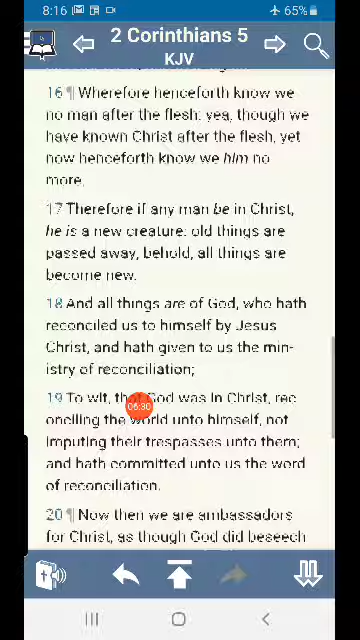 8:16
65%
2 Corinthians 5
KJV
16 ¶ Wherefore henceforth know we
no man after the flesh: yea, though we
have known Christ after the flesh, yet
now henceforth know we him no
more.
17 Therefore if any man be in Christ,
he is a new creature: old things are
passed away; behold, all things are
become new.
18 And all things are of God, who hath
reconciled us to himself by Jesus
Christ, and hath given to us the min-
istry of reconciliation;
19 To wit, that God was in Christ, rec
onciling the world unto himself, not
06:30
imputing their trespasses unto them;
and hath committed unto us the word
of reconciliation.
20 ¶ Now then we are ambassadors
for Christ, as though God did beseech